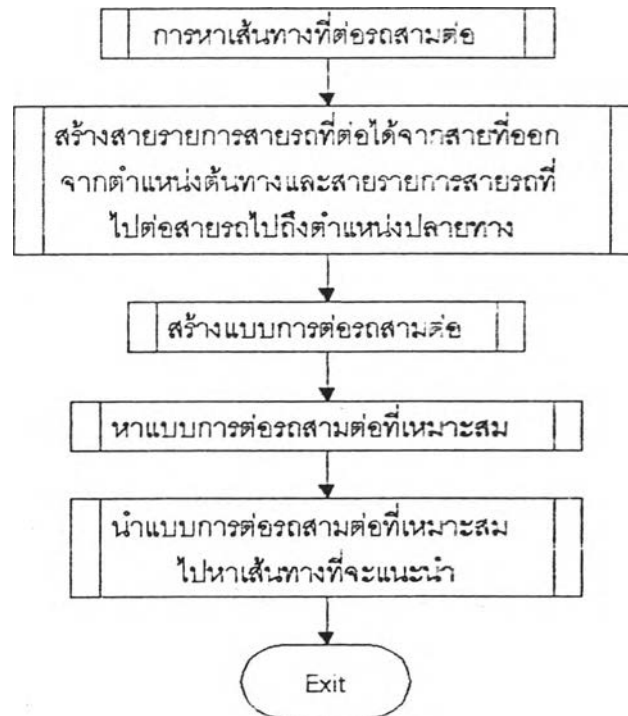 การหาเส้นทางที่ต่อรถสามต่อ
สร้างสายรายการสายรถที่ต่อได้จากสายที่ออก
จากตำแหน่งต้นทางและสายรายการสายรถที่
ไปต่อสายรถไปถึงตำแหน่งปลายทาง
สร้างแบบการต่อรถสามต่อ
หาแบบการต่อรถสามต่อที่เหมาะสม
นำแบบการต่อรถสามต่อที่เหมาะสม
ไปหาเส้นทางที่จะแนะนำ
Exit